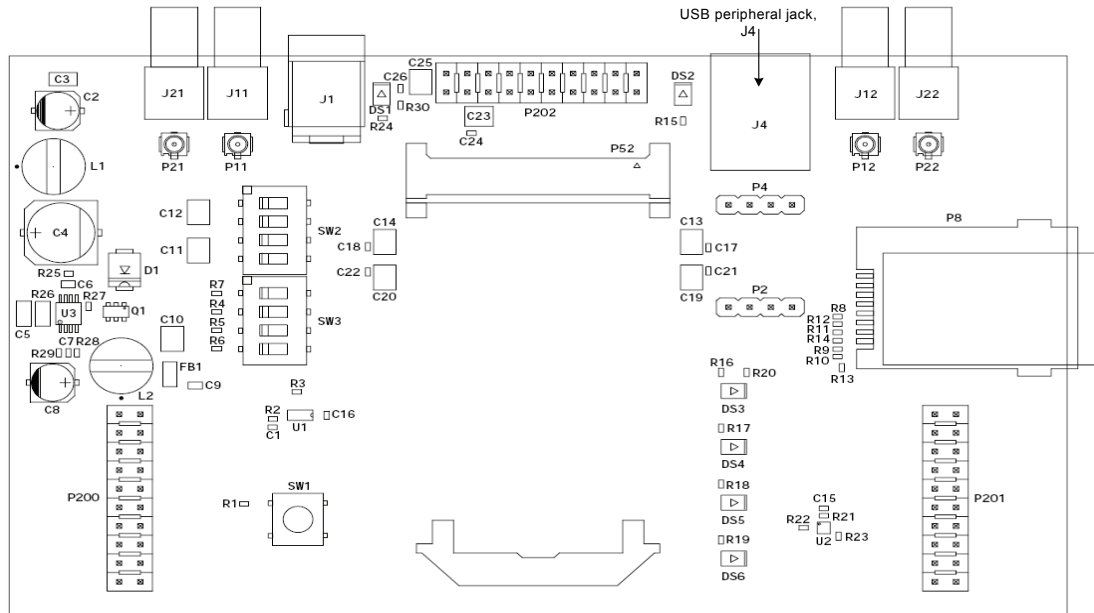 USB peripheral jack,
J4
C3
C2
J21
J11
J1
C26
C25
DS1
R30
R24
C23
C24
P202
DS2
R15
J4
J12
J22
P21
P11
P52
P12
P22
L1
P4
C12
C4
C14
C13
P8
SW2
C18
C17
C11
R25
D1
C6
C22
C21
C20
C19
R7
R26
R27
R4
U3
Q1
SW3
P2
R8
R12
R5
R11
C5
C10
R14
R6
C7
R28
R9
R29
R10
FB1
R16
R20
R13
C9
R3
C8
L2
DS3
R2
C16
C1
U1
R17
DS4
R18
SW1
P200
R1
C15
P201
DS5
R22
R21
U2
R23
R19
DS6